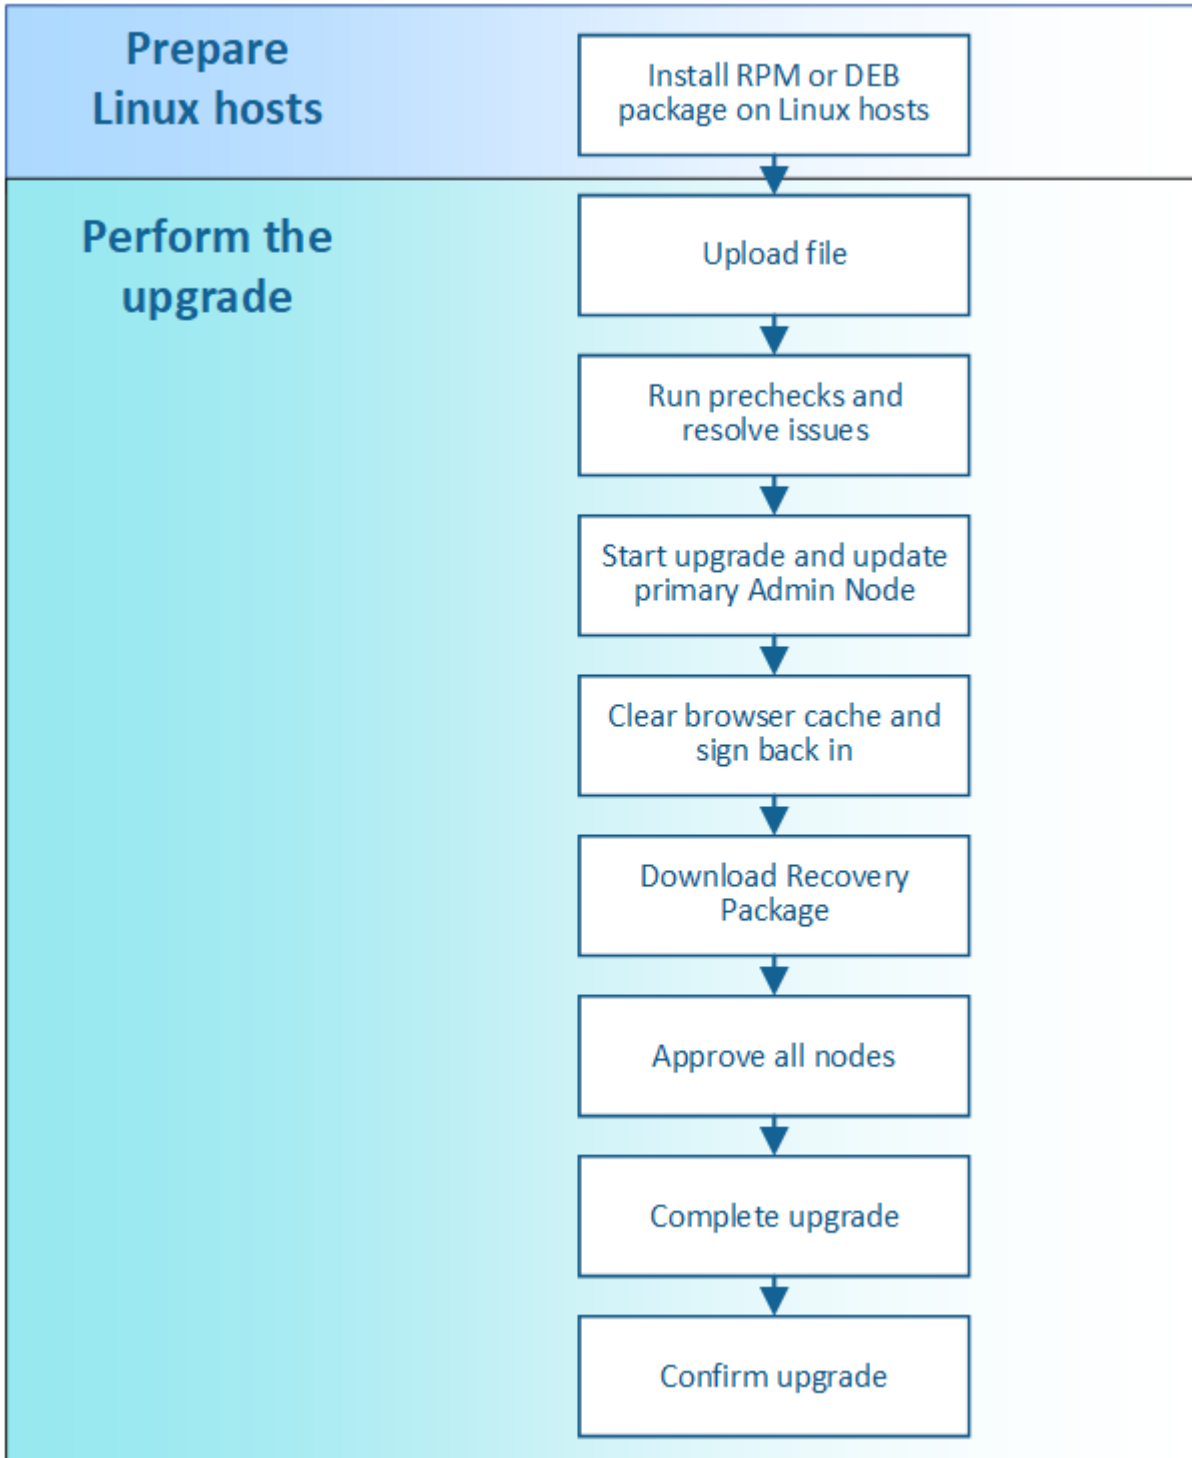 Prepare
Linux hosts
Install RPM or DEB
package on Linux hosts
Perform the
upgrade
Upload file
Run prechecks and
resolve issues
Start upgrade and update
primary Admin Node
Clear browser cache and
sign back in
Download Recovery
Package
Approve all nodes
Complete upgrade
Confirm upgrade